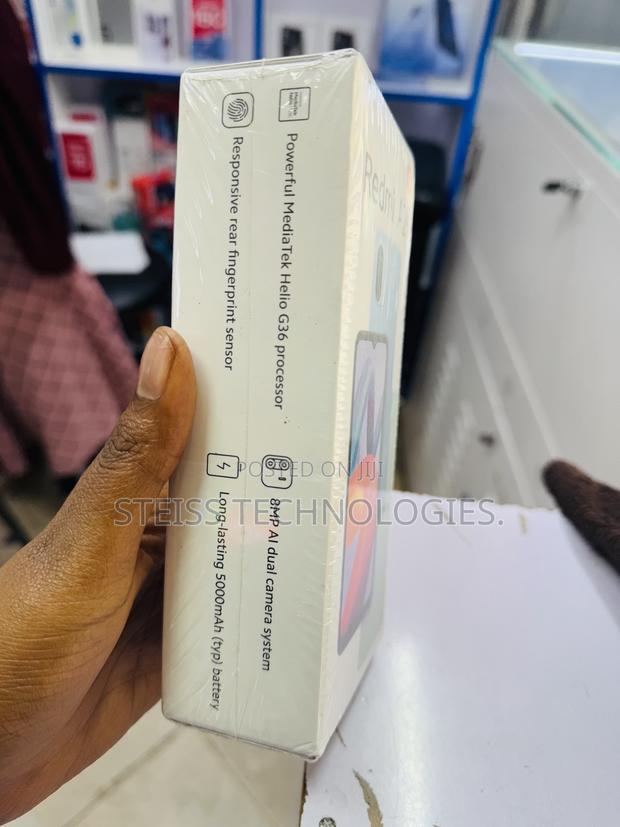 Powerful MediaTek Helio G36 processor
8MP AI dual camera system
Responsive rear fingerprint sensor
Long-lasting 5000mAh (typ) battery
Redmi
POSTED ON JIJI
STEISS TECHNOLOGIES.